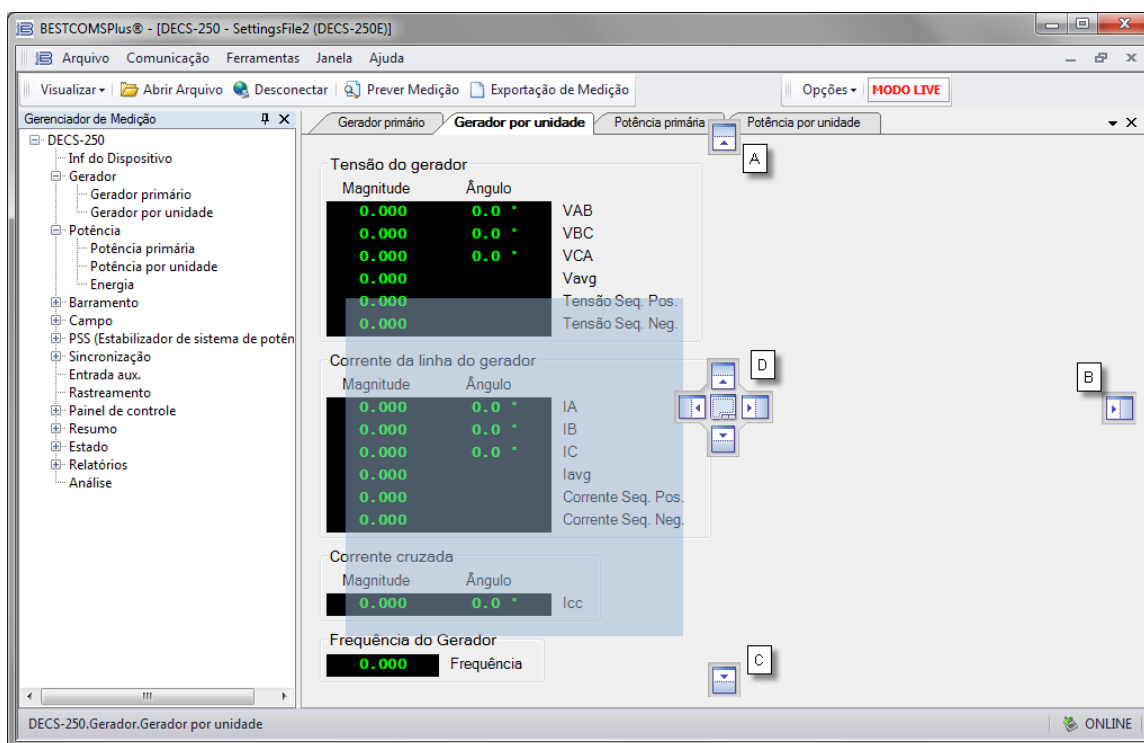 BESTCOMSPlus® - [DECS-250 - SettingsFile2 (DECS-250E)]
Arquivo Comunicação Ferramentas Janela Ajuda
Visualizar Abrir Arquivo Desconectar Prever Medição Exportação de Medição Opções MODO LIVE
Gerenciador de Medição
DECS-250
Inf do Dispositivo
Gerador
Gerador primário
Gerador por unidade
Potência
Potência primária
Potência por unidade
Energia
Barramento
Campo
PSS (Estabilizador de sistema de potên
Sincronização
Entrada aux.
Rastreamento
Painel de controle
Resumo
Estado
Relatórios
Análise
Gerador primário Gerador por unidade Potência primária Potência por unidade
A
Tensão do gerador
Magnitude Ângulo
0.000 0.0 ° VAB
0.000 0.0 ° VBC
0.000 0.0 ° VCA
0.000 Vavg
0.000 Tensão Seq. Pos.
0.000 Tensão Seq. Neg.
Corrente da linha do gerador
D
B
Magnitude Ângulo
0.000 0.0 ° IA
0.000 0.0 ° IB
0.000 0.0 ° IC
0.000 Iavg
0.000 Corrente Seq. Pos.
0.000 Corrente Seq. Neg.
Corrente cruzada
Magnitude Ângulo
0.000 0.0 ° Icc
Frequência do Gerador
0.000 Frequência
C
DECS-250.Gerador.Gerador por unidade ONLINE